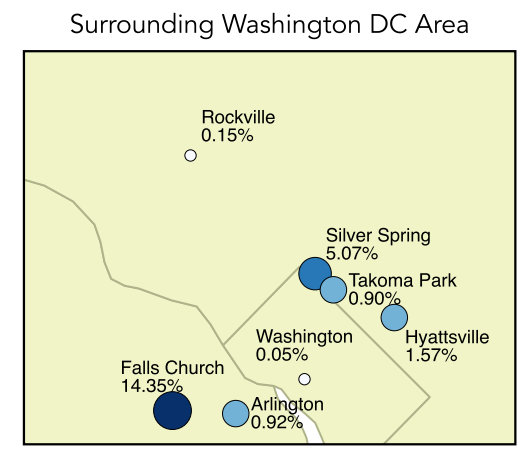 Surrounding Washington DC Area
Rockville
0.15%
Silver Spring
5.07%
Takoma Park
0.90%
Hyattsville
1.57%
Washington
0.05%
Falls Church
14.35%
Arlington
0.92%